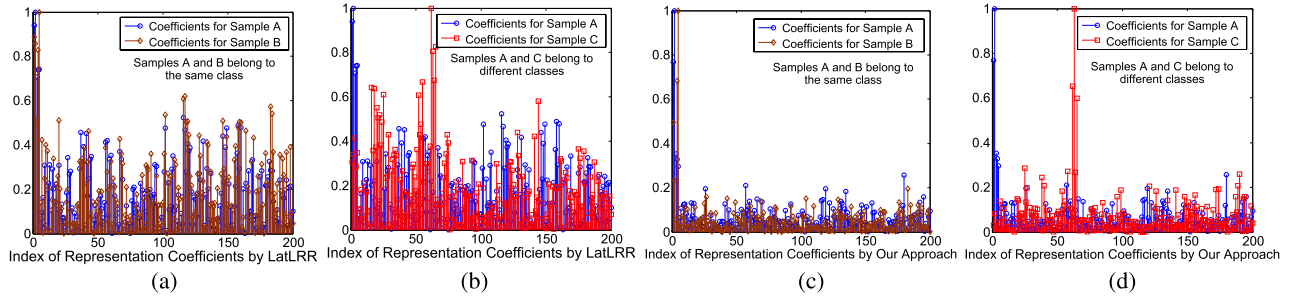 1
0.8
0.6
0.4
0.2
0
0
50
100
150
200
Coefficients for Sample A
Coefficients for Sample B
Samples A and B belong to
the same class
Index of Representation Coefficients by LatLRR
(a)
1
0.8
0.6
0.4
0.2
0
0
50
100
150
200
Coefficients for Sample A
Coefficients for Sample C
Samples A and C belong to
different classes
Index of Representation Coefficients by LatLRR
(b)
1
0.8
0.6
0.4
0.2
0
0
50
100
150
200
Coefficients for Sample A
Coefficients for Sample B
Samples A and B belong to
the same class
Index of Representation Coefficients by Our Approach
(c)
1
0.8
0.6
0.4
0.2
0
0
50
100
150
200
Coefficients for Sample A
Coefficients for Sample C
Samples A and C belong to
different classes
Index of Representation Coefficients by Our Approach
(d)